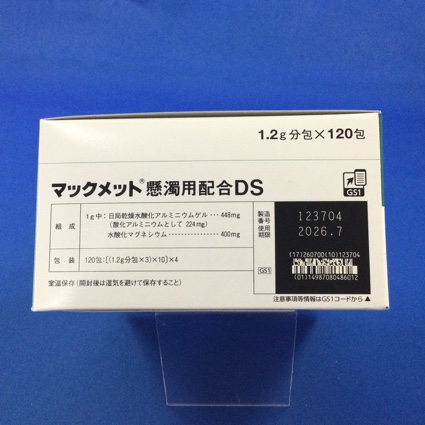 1.2g分包×120包
マックメット®懸濁用配合DS
GS1
組成
1g中：日局乾燥水酸化アルミニウムゲル…448mg
（酸化アルミニウムとして 224mg）
水酸化マグネシウム………………400mg
包装
120包：[(1.2g分包×3)×10]×4
室温保存（開封後は湿気を避けて保存すること）
製造番号
123704
使用期限
2026.7
(17)260700(10)123704
GS1
(01)14987080486012
注意事項等情報はGS1コードから▲